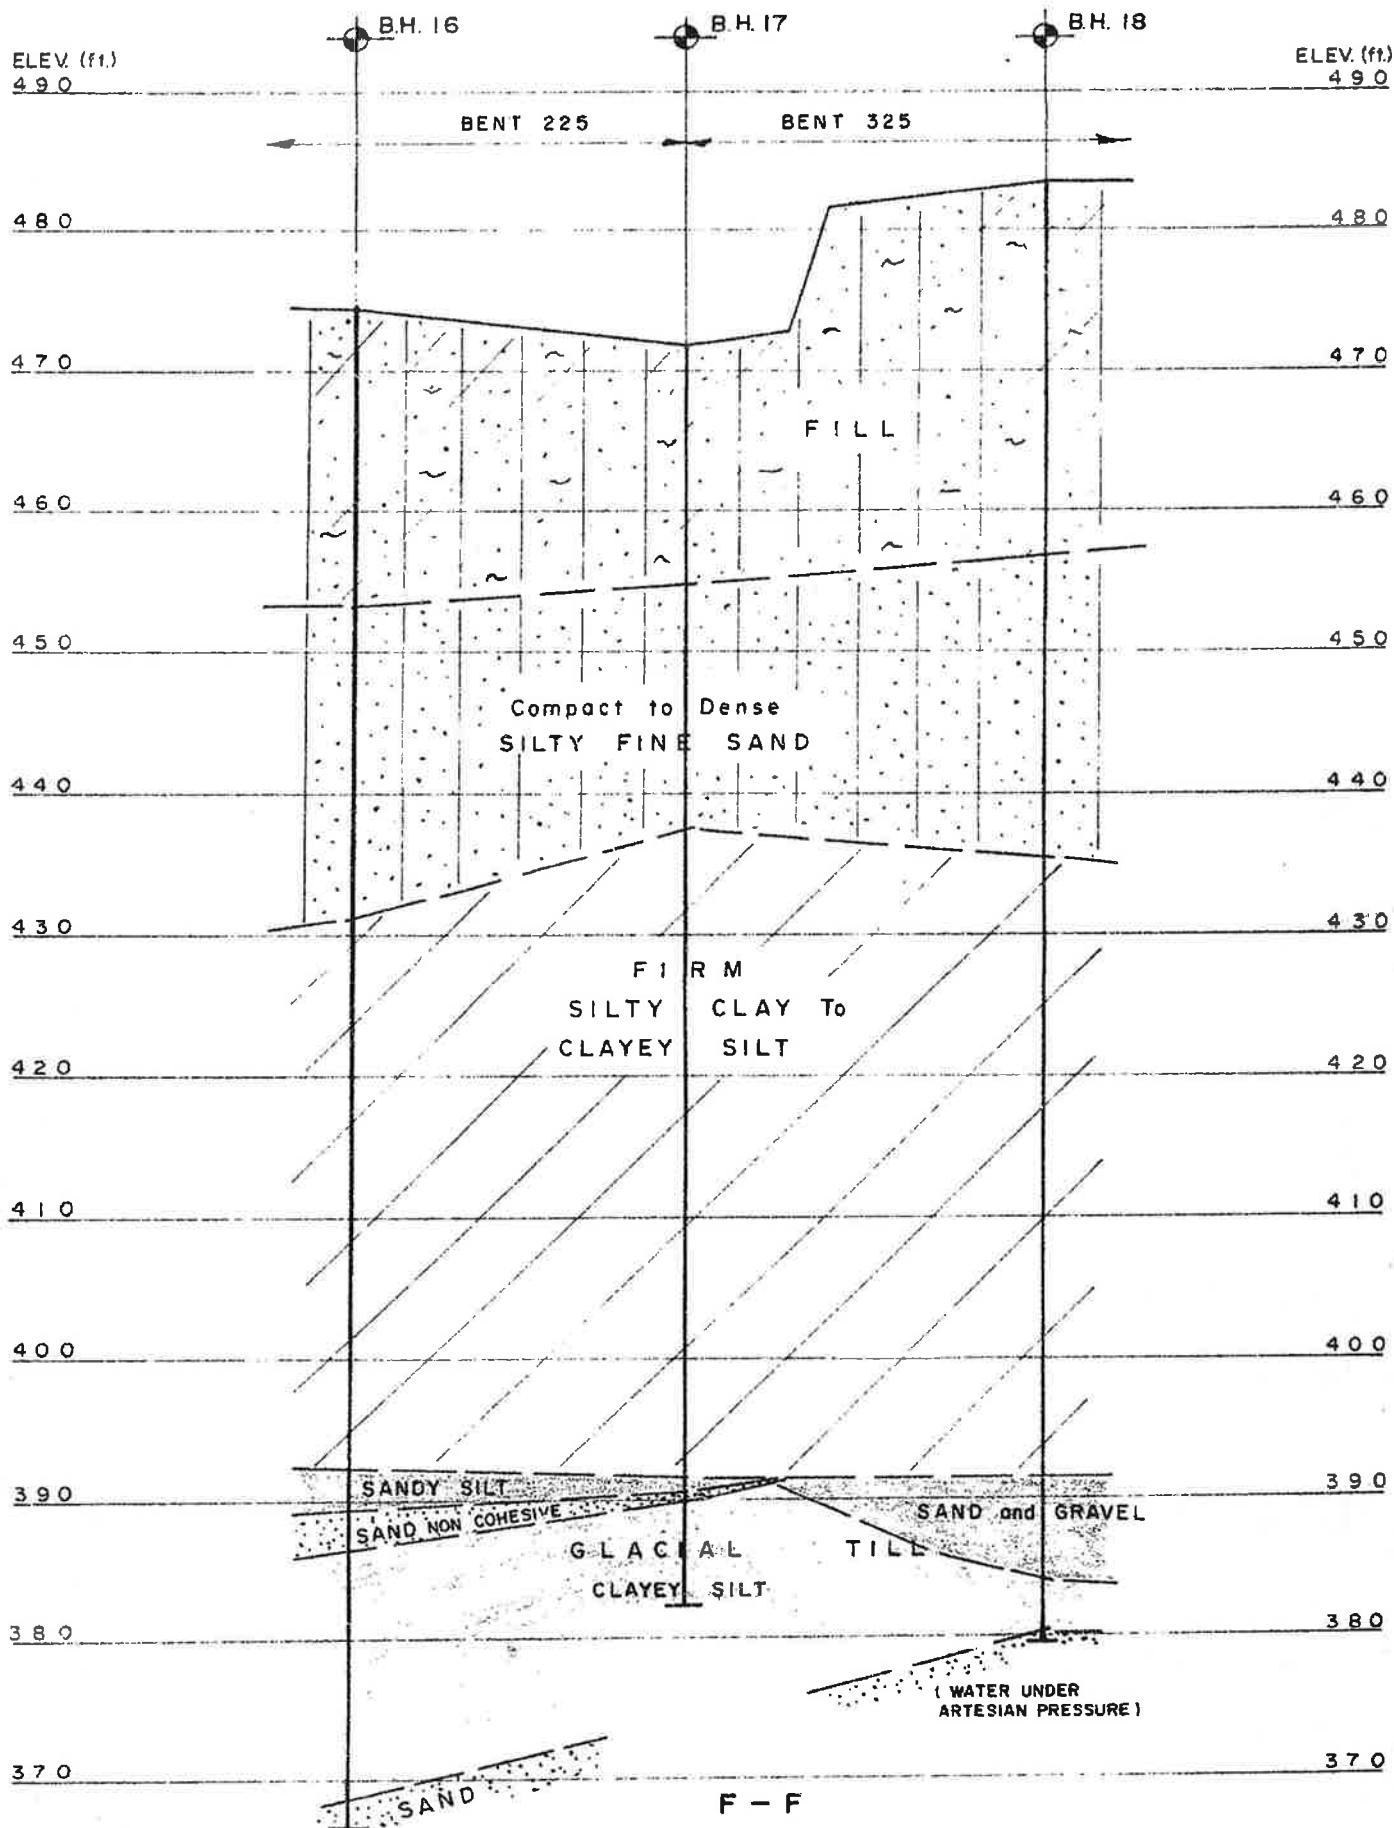 B.H. 16
B.H. 17
B.H. 18
ELEV. (ft.)
ELEV. (ft.)
490
490
BENT 225
BENT 325
480
480
470
470
FILL
460
460
450
450
Compact to Dense
SILTY FINE SAND
440
440
430
430
FIRM
SILTY CLAY To
CLAYEY SILT
420
420
410
410
400
400
SANDY SILT
390
390
SAND and GRAVEL
SAND NON COHESIVE
GLACIAL TILL
CLAYEY SILT
380
380
( WATER UNDER
ARTESIAN PRESSURE )
370
370
SAND
F - F